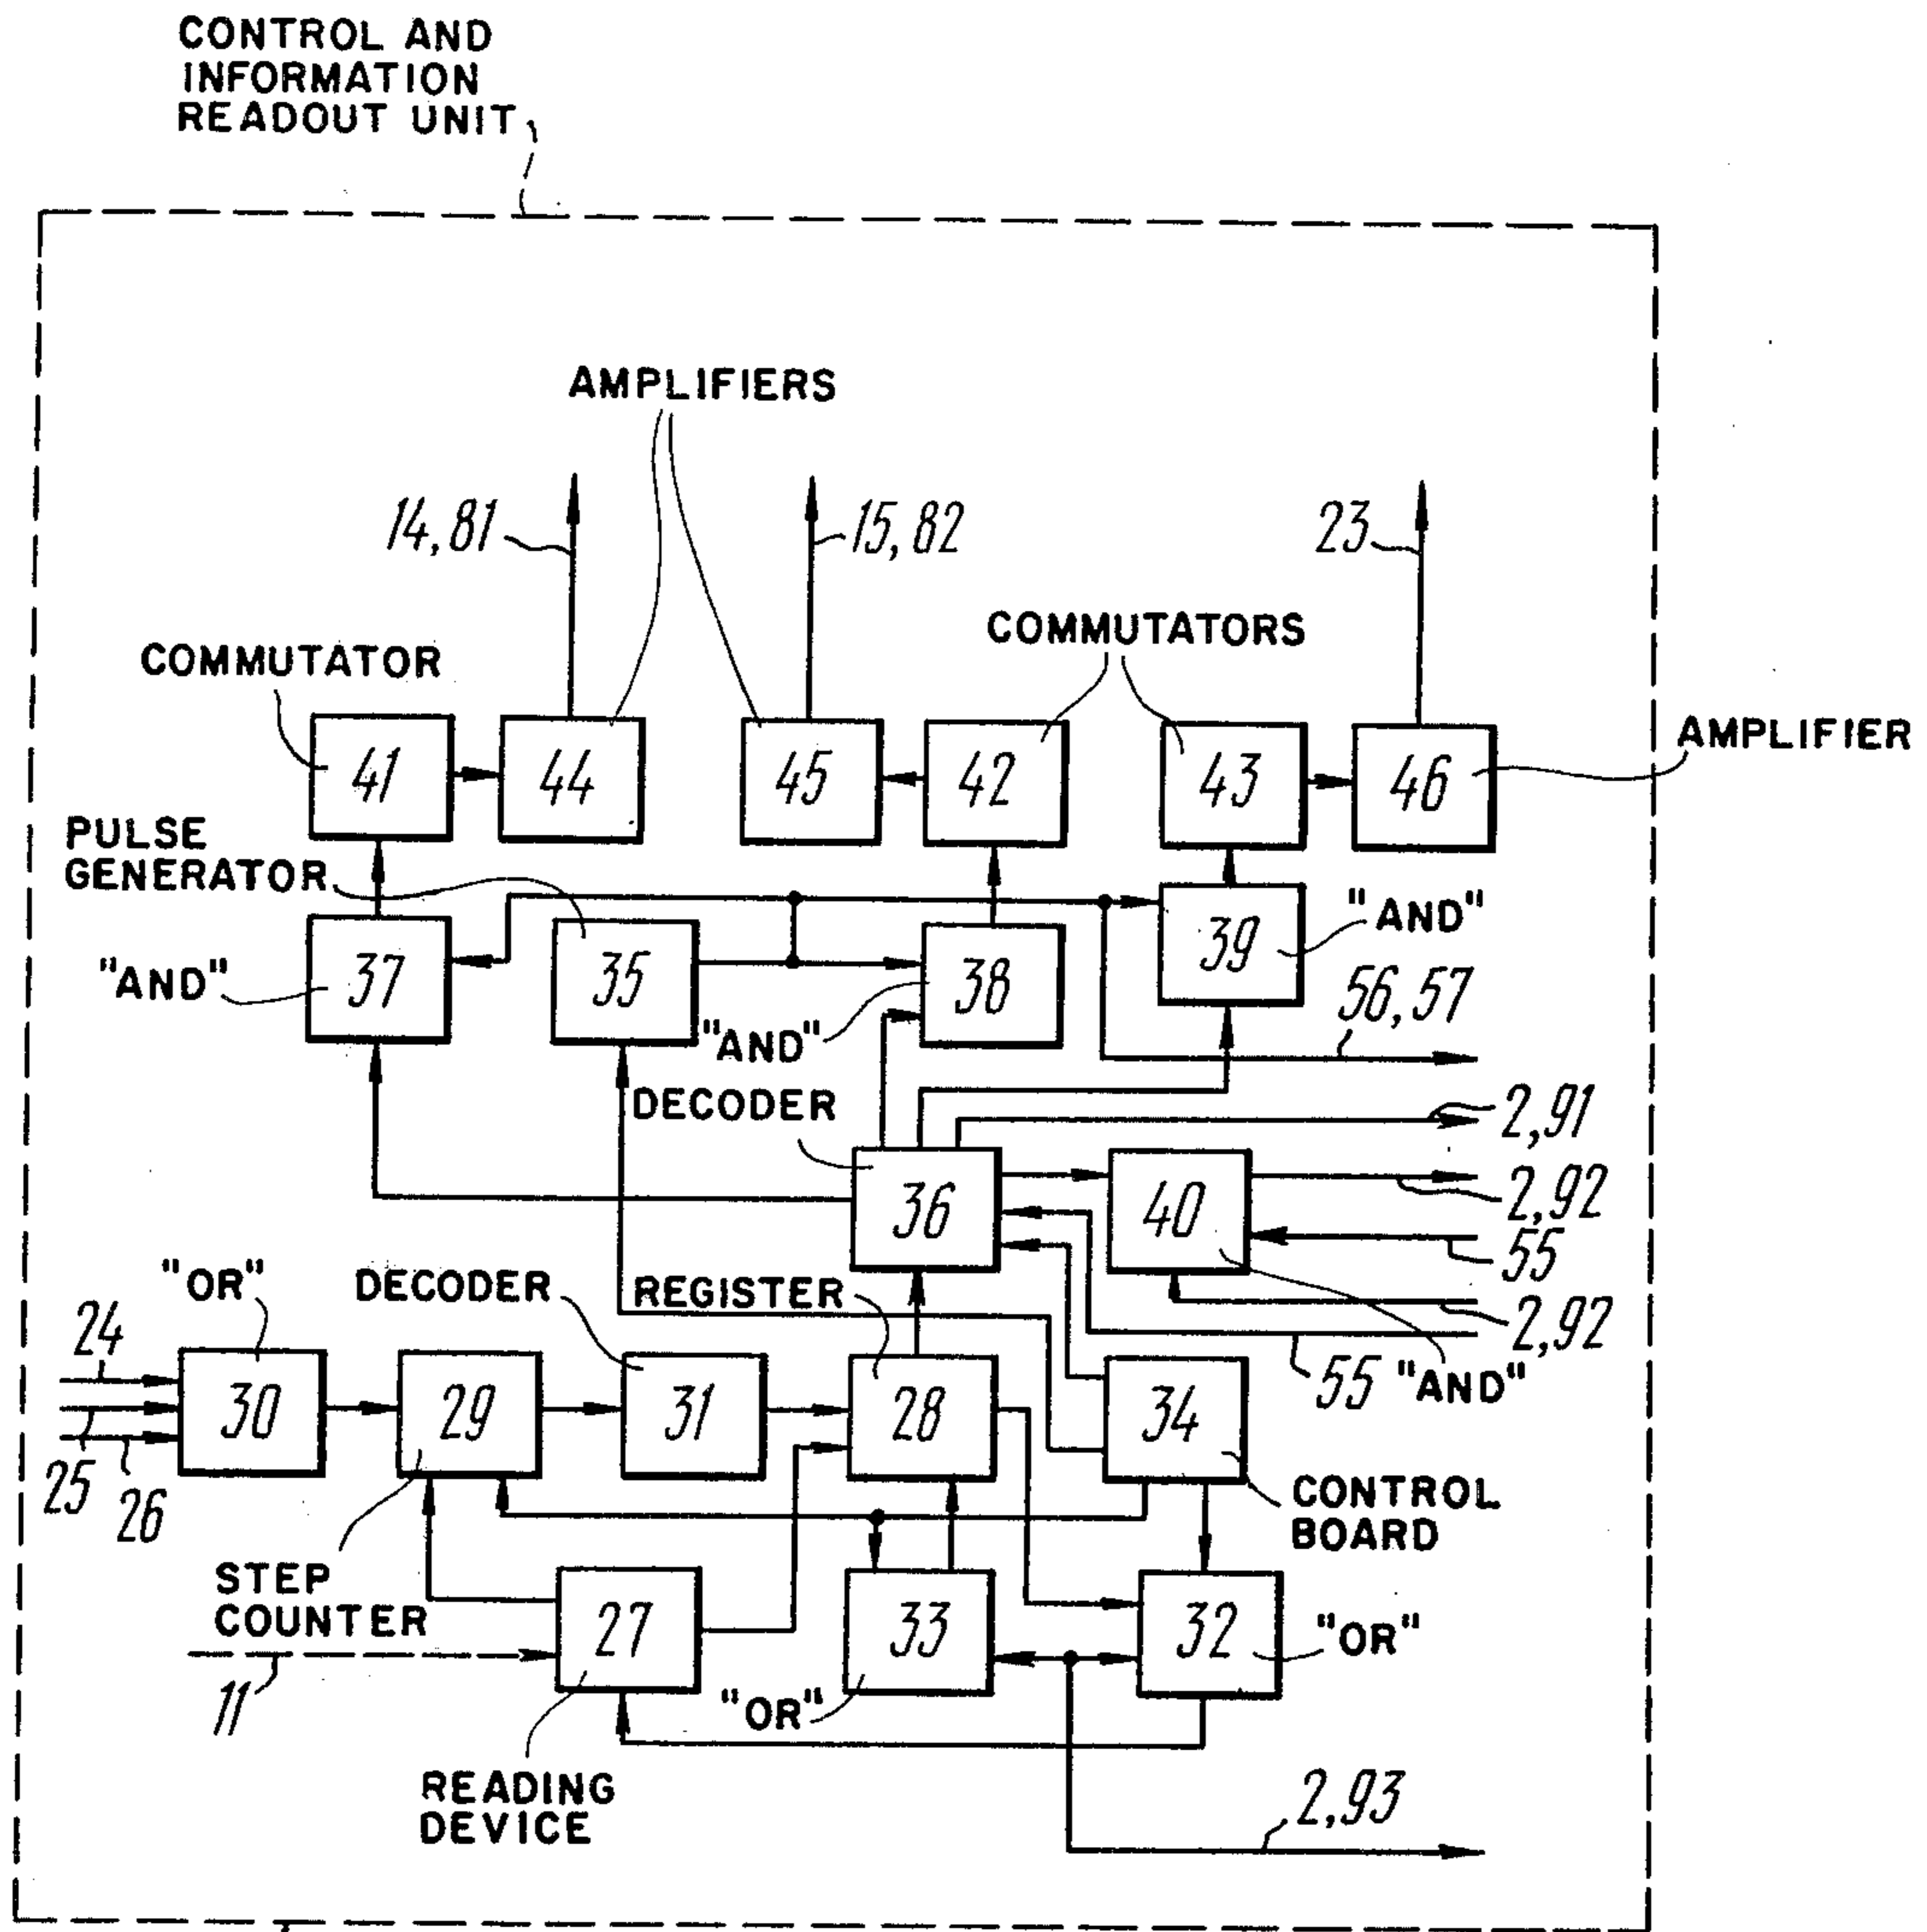 CONTROL AND
INFORMATION
READOUT UNIT
AMPLIFIERS
14, 81
15, 82
23
COMMUTATORS
COMMUTATOR
AMPLIFIER
41
44
45
42
43
46
PULSE
GENERATOR
"AND"
37
35
38
39
"AND"
"AND"
56, 57
DECODER
2, 91
36
40
2, 92
55
"OR"
DECODER
REGISTER
2, 92
24
55
"AND"
30
29
31
28
34
25
26
CONTROL
BOARD
STEP
COUNTER
27
33
32
"OR"
11
"OR"
READING
DEVICE
2, 93